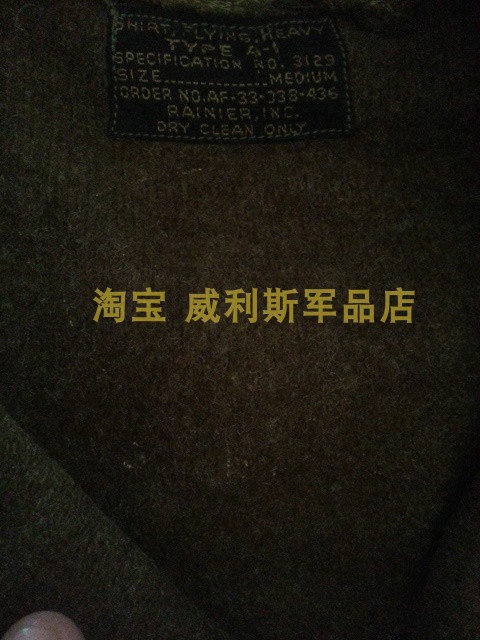 SHIRT, FLYING, HEAVY
TYPE A-1
SPECIFICATION NO. 3129
SIZE MEDIUM
ORDER NO. AF-33-038-436
RAINIER, INC.
DRY CLEAN ONLY
淘宝 威利斯军品店